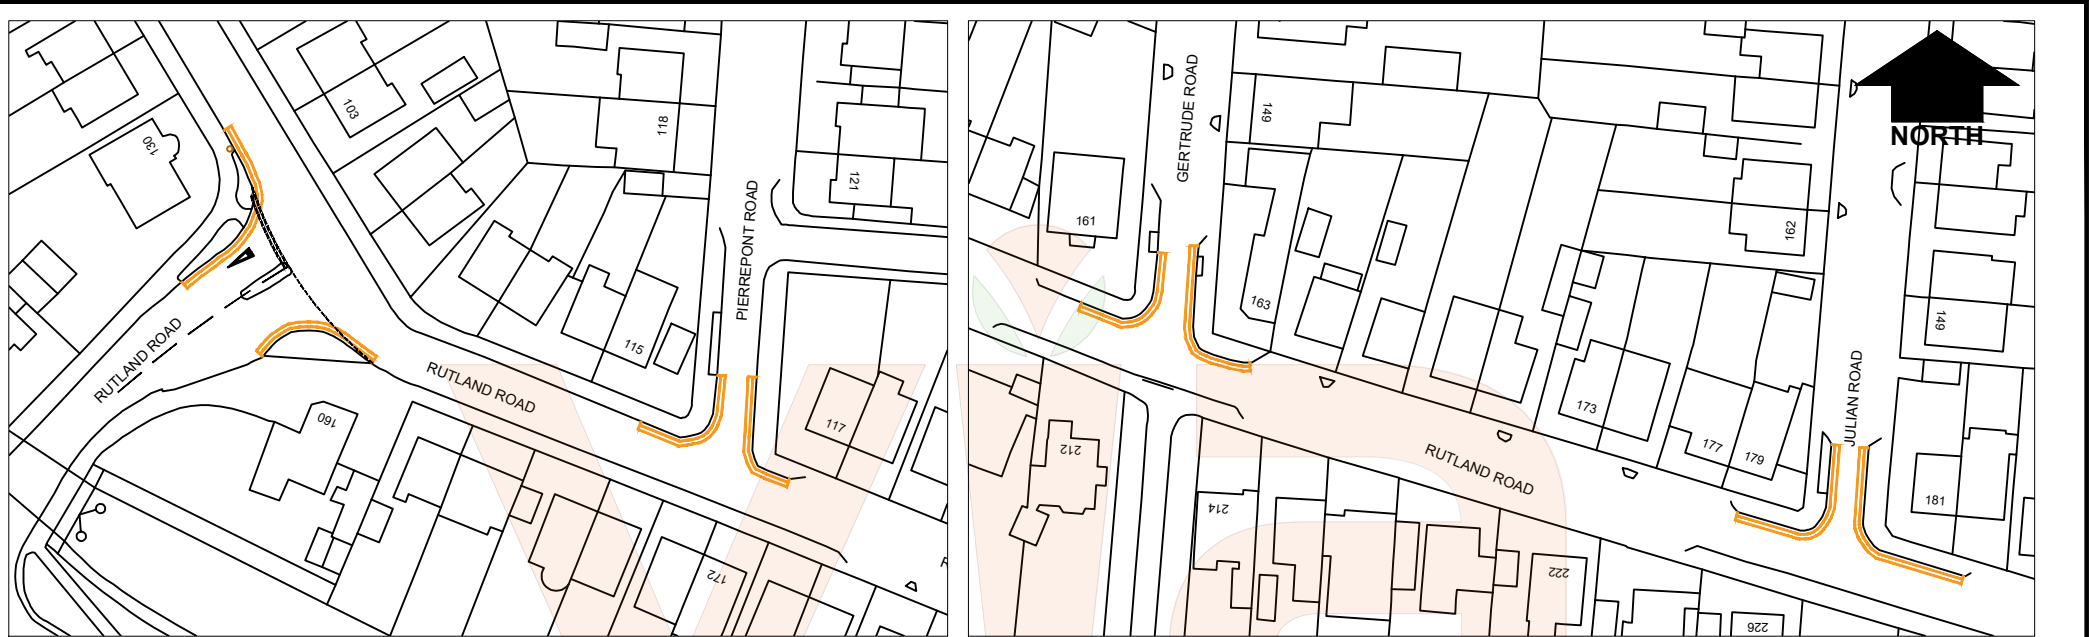 103
130
118
121
PIERREPONT ROAD
RUTLAND ROAD
115
RUTLAND ROAD
117
160
172
R
GERTRUDE ROAD
149
161
163
NORTH
162
149
JULIAN ROAD
173
177
179
181
212
RUTLAND ROAD
214
222
226